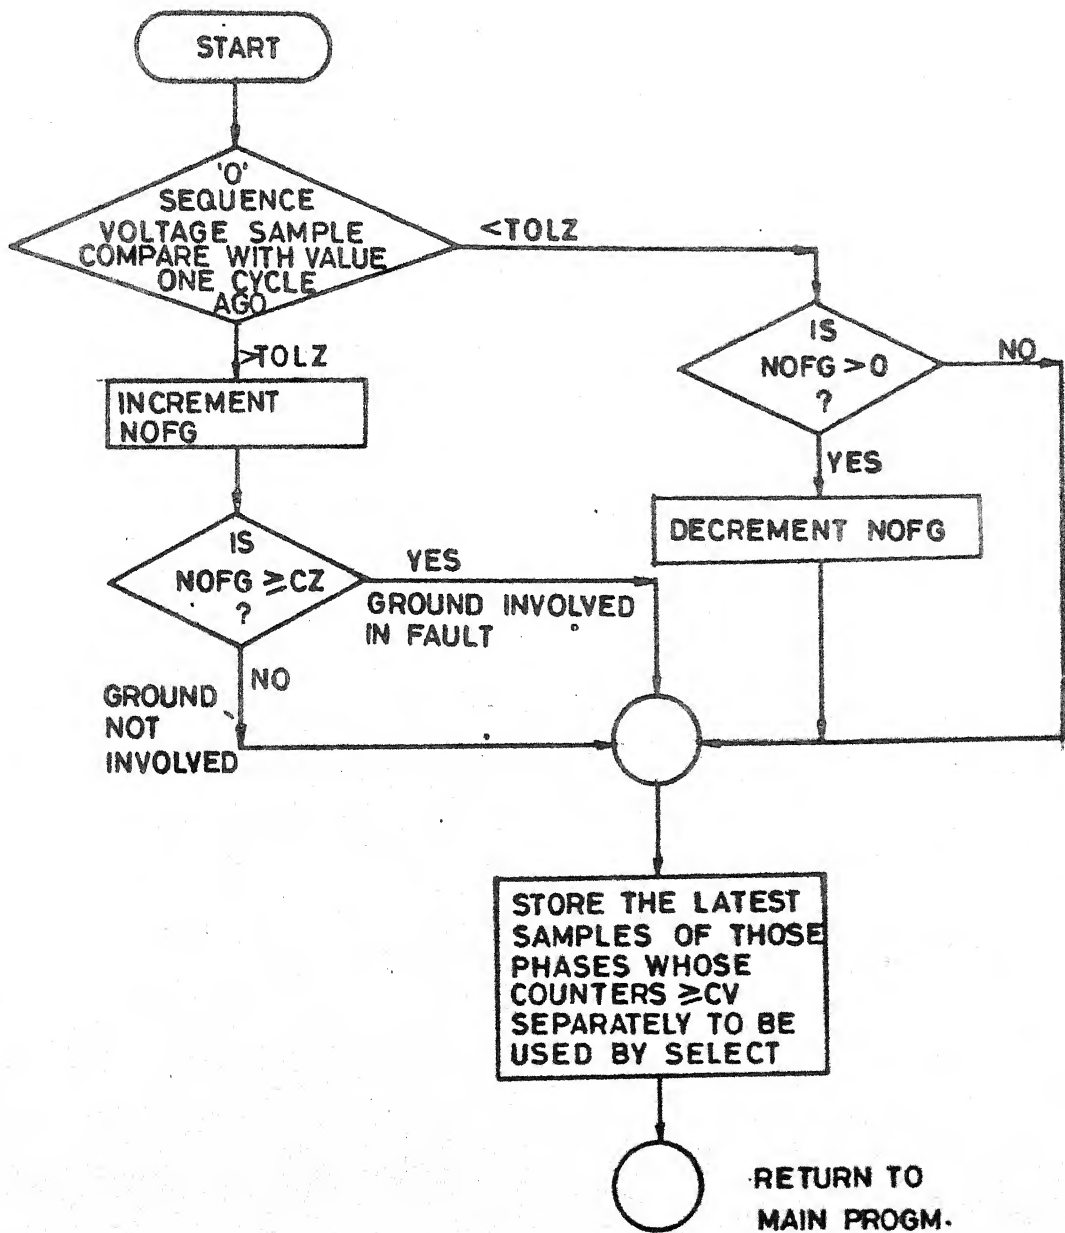 START
'0'
SEQUENCE
VOLTAGE SAMPLE
COMPARE WITH VALUE
ONE CYCLE
AGO
<TOLZ
>TOLZ
IS
NOFG > 0
?
NO
YES
INCREMENT
NOFG
DECREMENT NOFG
IS
NOFG ≥ CZ
?
YES
GROUND INVOLVED
IN FAULT
NO
GROUND
NOT
INVOLVED
STORE THE LATEST
SAMPLES OF THOSE
PHASES WHOSE
COUNTERS ≥CV
SEPARATELY TO BE
USED BY SELECT
RETURN TO
MAIN PROGM.